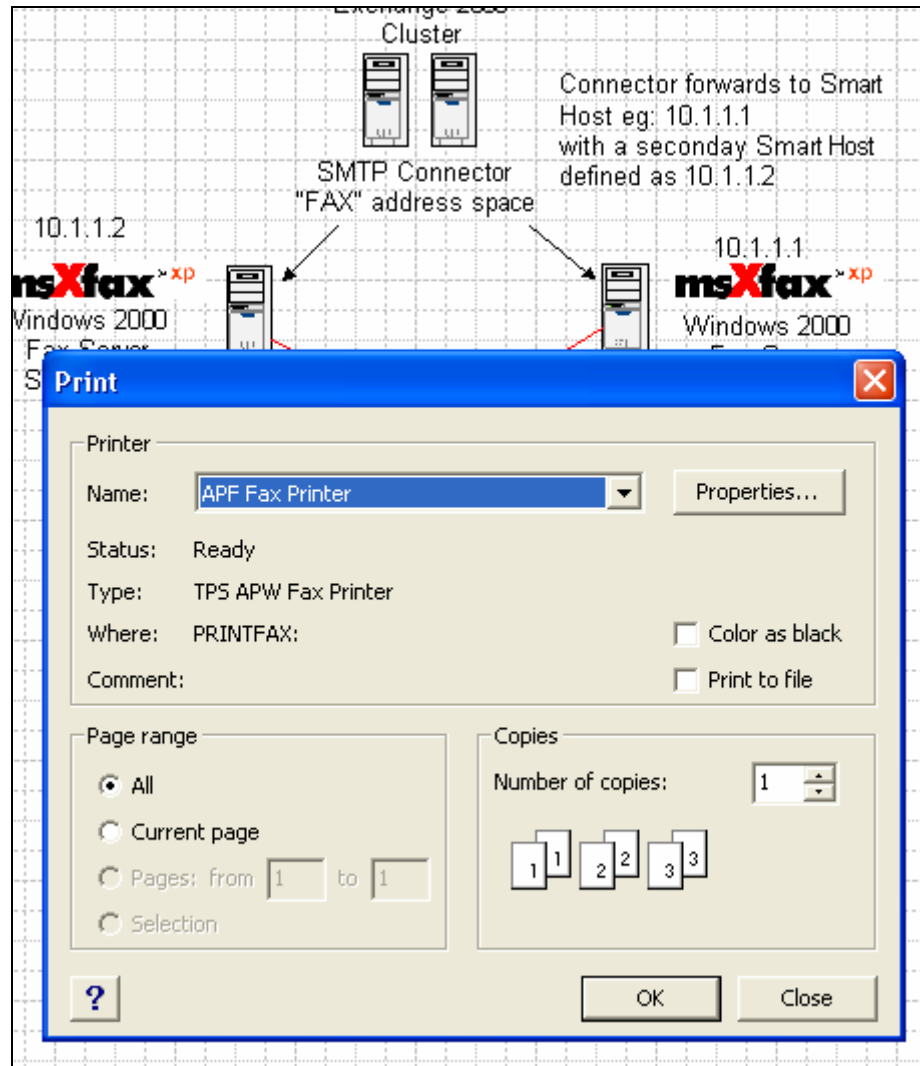 Exchange 2000
Cluster
Connector forwards to Smart
Host eg: 10.1.1.1
with a seconday Smart Host
defined as 10.1.1.2
SMTP Connector
"FAX" address space
10.1.1.2
msXfax xp
Windows 2000
Fax Server
S
10.1.1.1
msXfax xp
Windows 2000
Print
Printer
Name:
APF Fax Printer
Properties...
Status:
Ready
Type:
TPS APW Fax Printer
Where:
PRINTFAX:
Color as black
Comment:
Print to file
Page range
All
Current page
Pages: from 1 to 1
Selection
Copies
Number of copies:
1
1 1 2 2 3 3
?
OK
Close